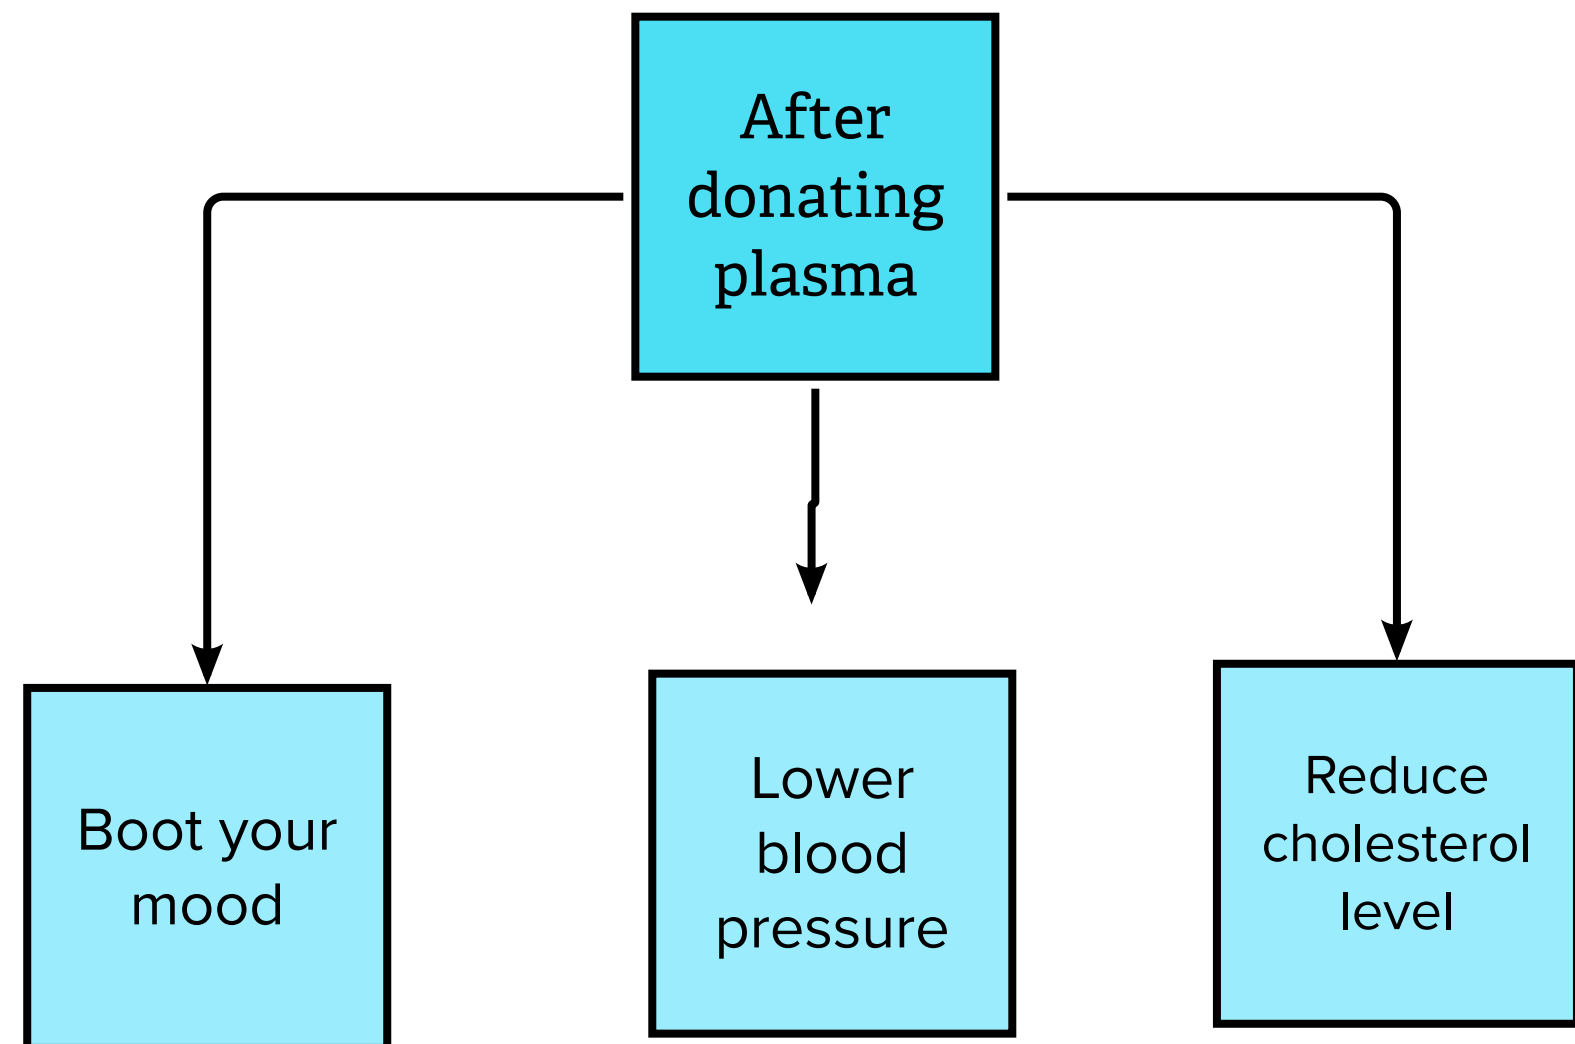 After
donating
plasma
Boot your
mood
Lower
blood
pressure
Reduce
cholesterol
level